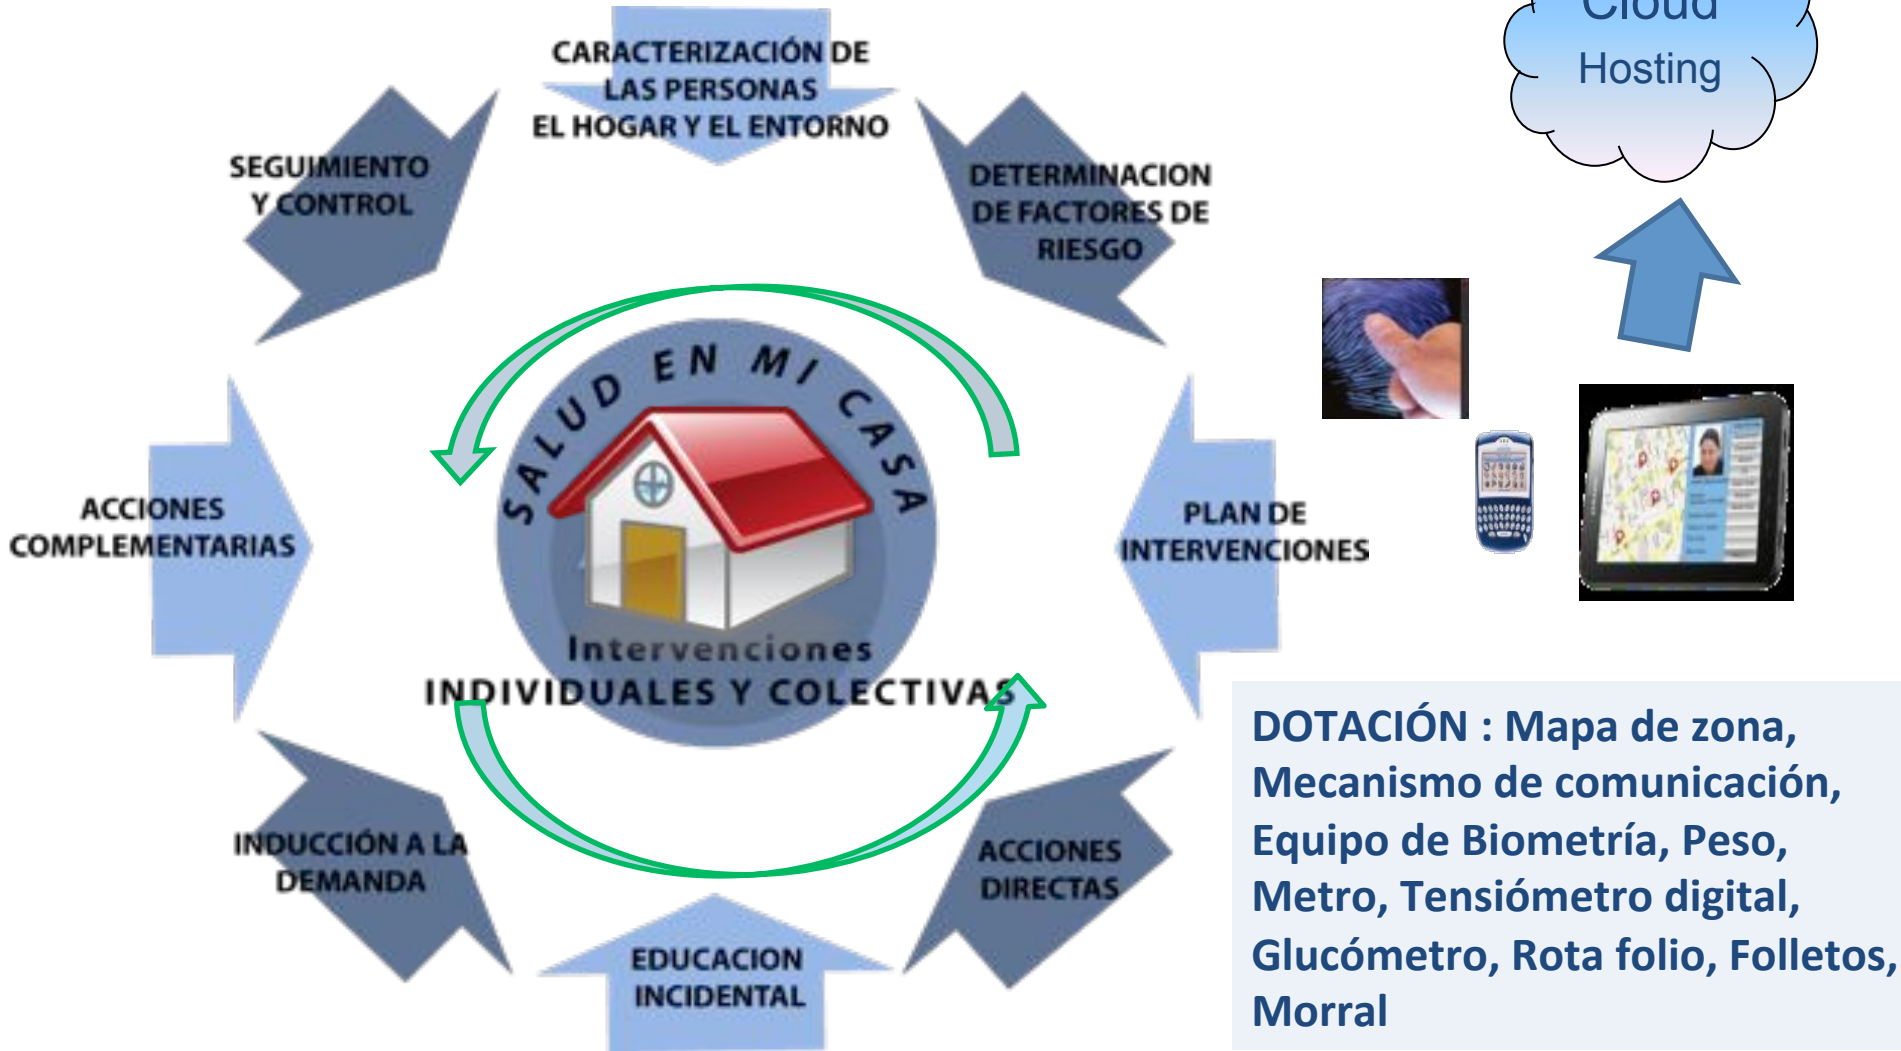 Cloud
Hosting
CARACTERIZACIÓN DE
LAS PERSONAS
EL HOGAR Y EL ENTORNO
SEGUIMIENTO
Y CONTROL
DETERMINACION
DE FACTORES DE
RIESGO
SALUD EN MI CASA
ACCIONES
COMPLEMENTARIAS
PLAN DE
INTERVENCIONES
Intervenciones
INDIVIDUALES Y COLECTIVAS
INDUCCIÓN A LA
DEMANDA
ACCIONES
DIRECTAS
EDUCACION
INCIDENTAL
DOTACIÓN : Mapa de zona,
Mecanismo de comunicación,
Equipo de Biometría, Peso,
Metro, Tensiómetro digital,
Glucómetro, Rota folio, Folletos,
Morral